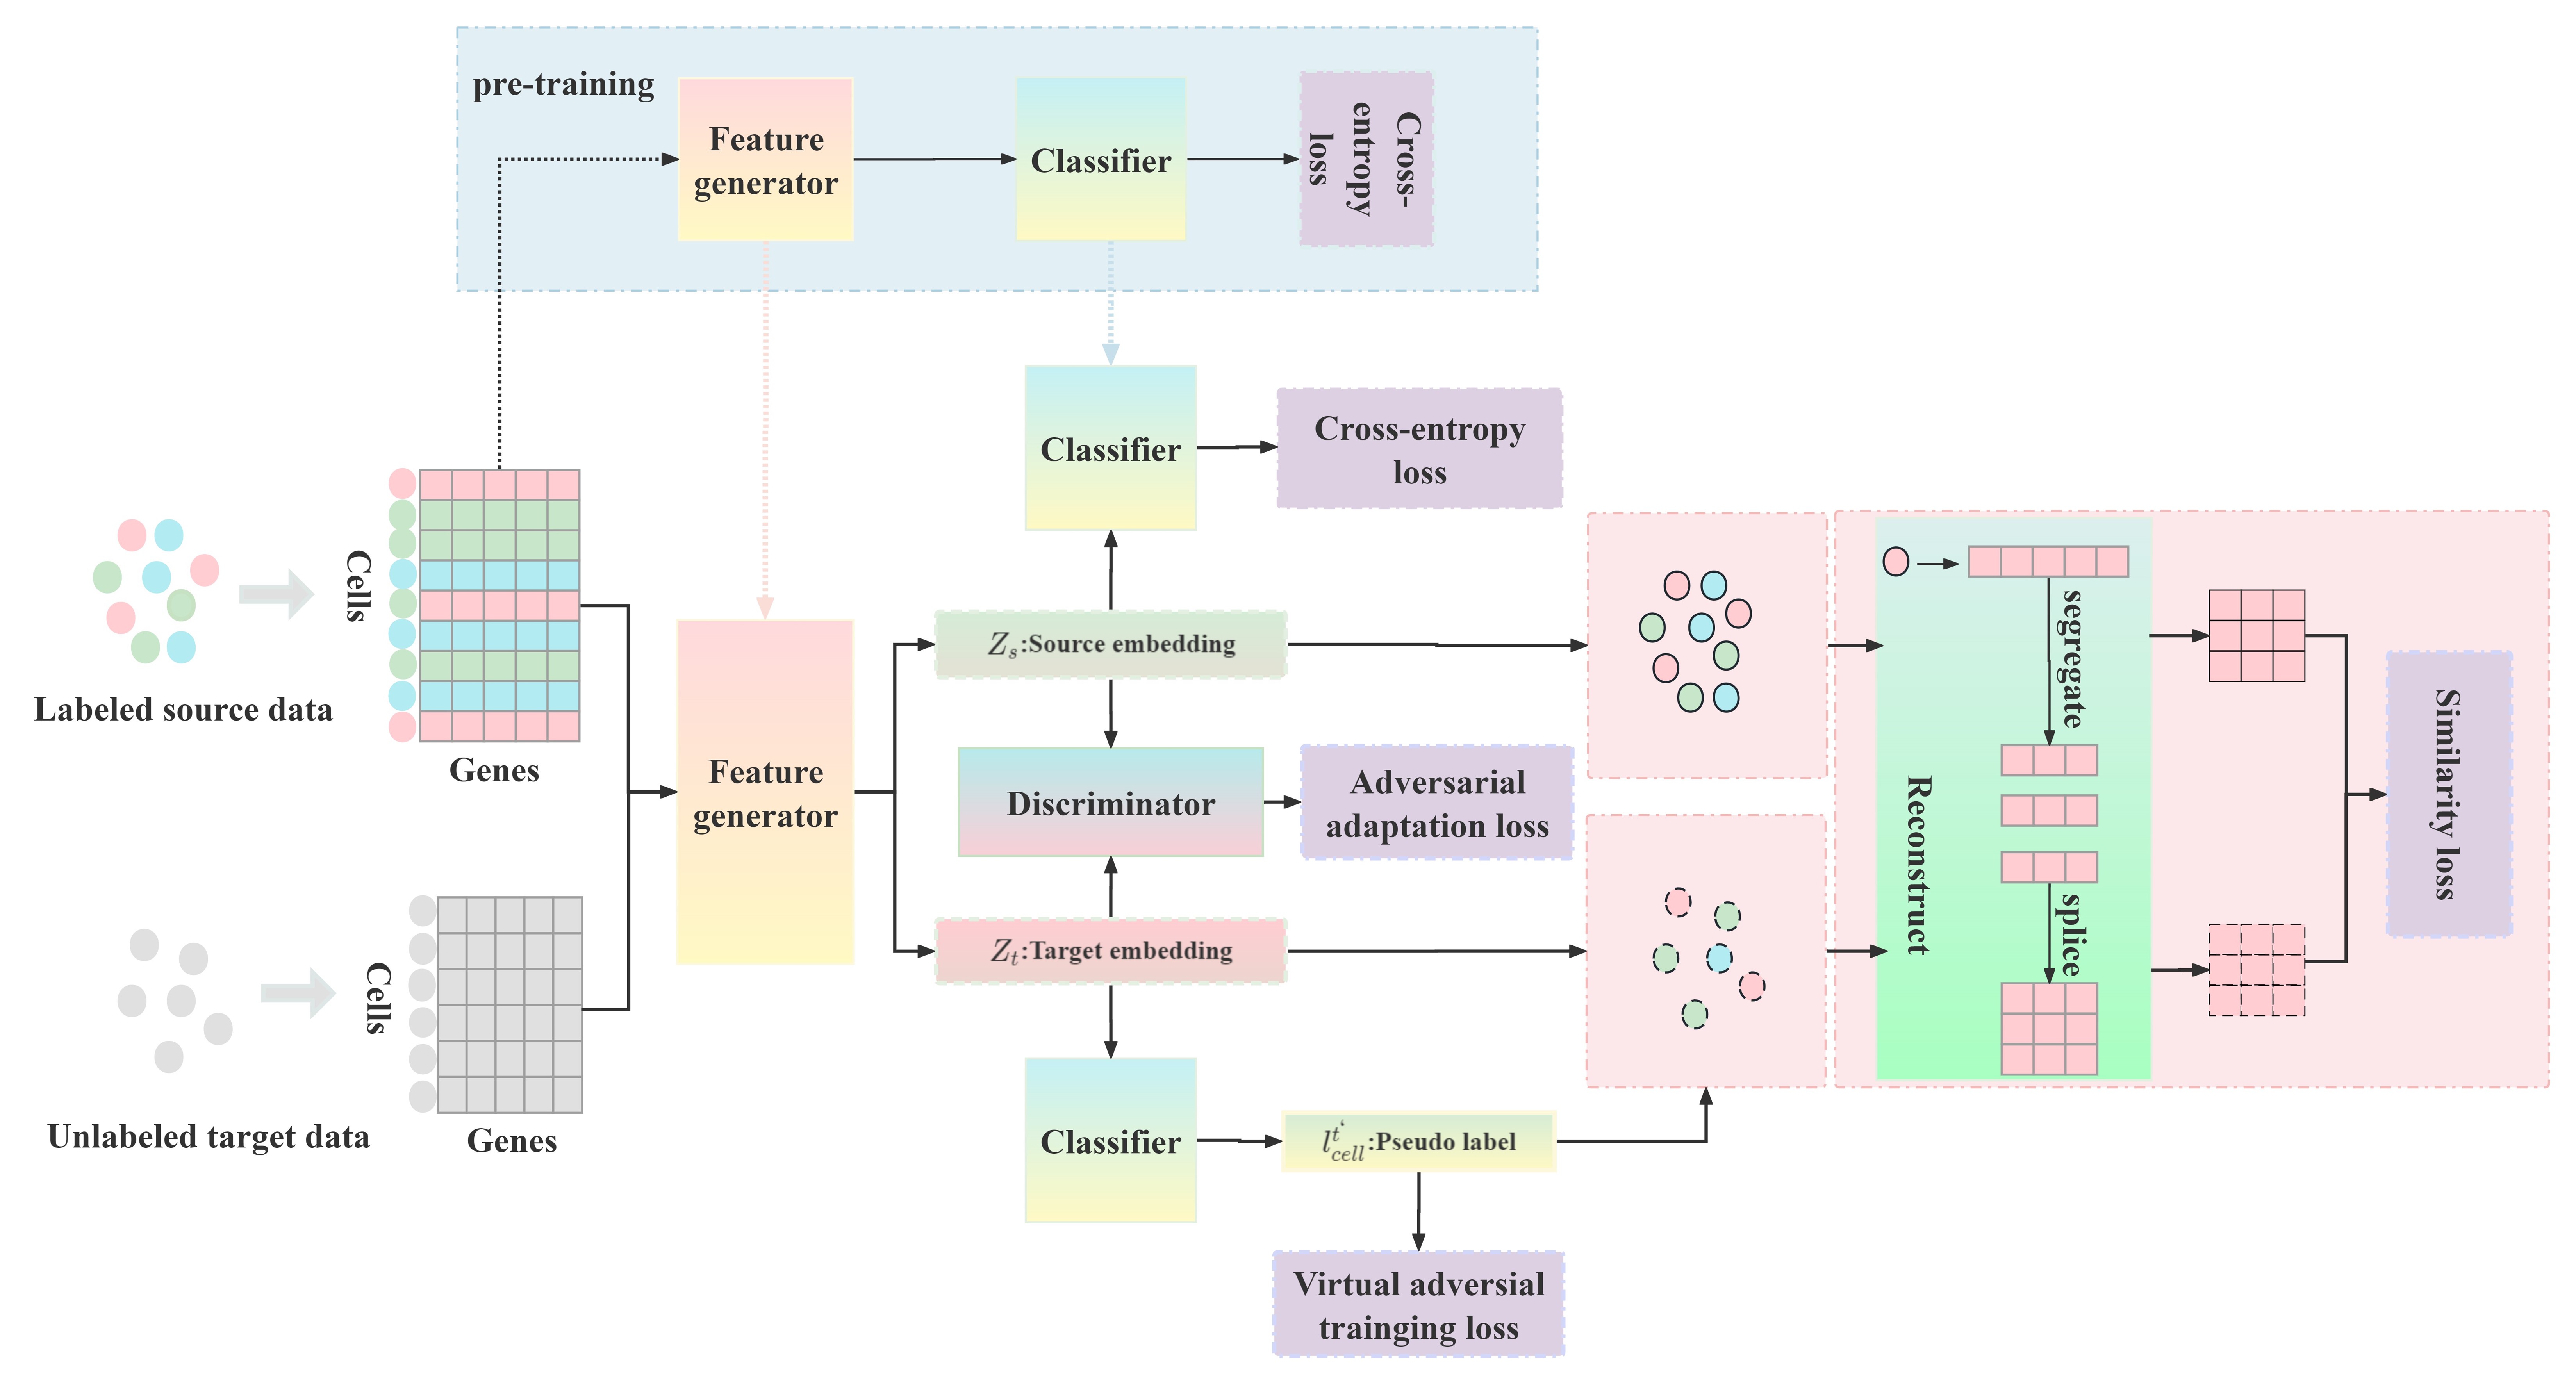 pre-training
Feature
generator
Classifier
Cross-
entropy
loss
Classifier
Cross-entropy
loss
Cells
Labeled source data
Genes
Feature
generator
Z_s:Source embedding
Discriminator
Adversarial
adaptation loss
Z_t:Target embedding
Cells
Unlabeled target data
Genes
Classifier
l_{cell}^{t‘}:Pseudo label
Virtual adversial
trainging loss
Reconstruct
segregate
splice
Similarity loss